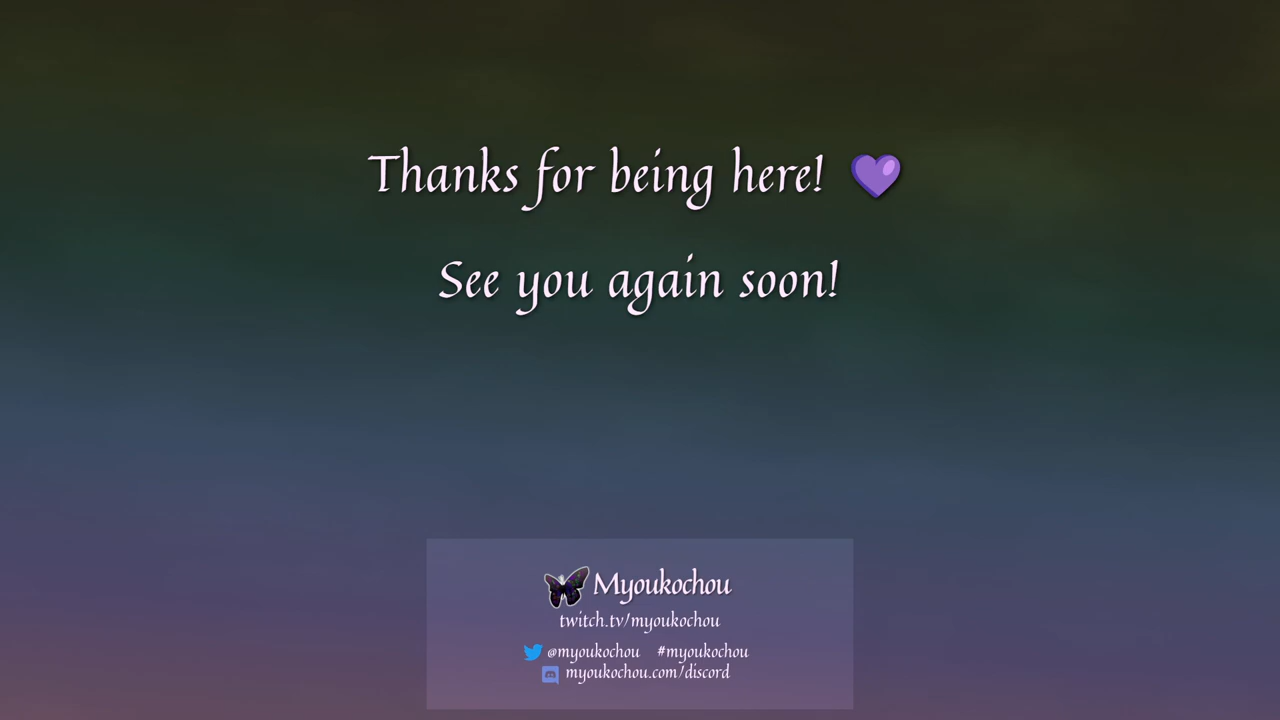 Thanks for being here! 💜
See you again soon!
Myoukochou
twitch.tv/myoukochou
@myoukochou #myoukochou
myoukochou.com/discord